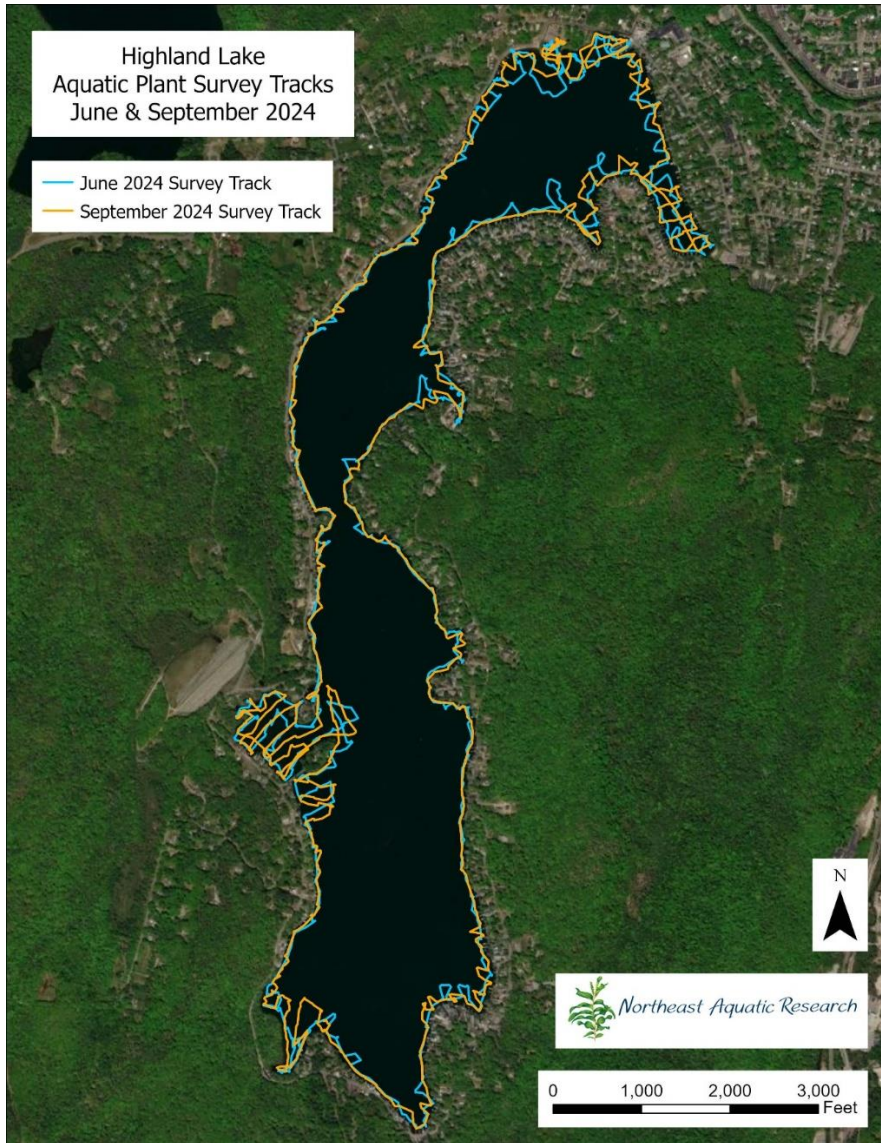 Highland Lake
Aquatic Plant Survey Tracks
June & September 2024
June 2024 Survey Track
September 2024 Survey Track
N
Northeast Aquatic Research
0 1,000 2,000 3,000
Feet